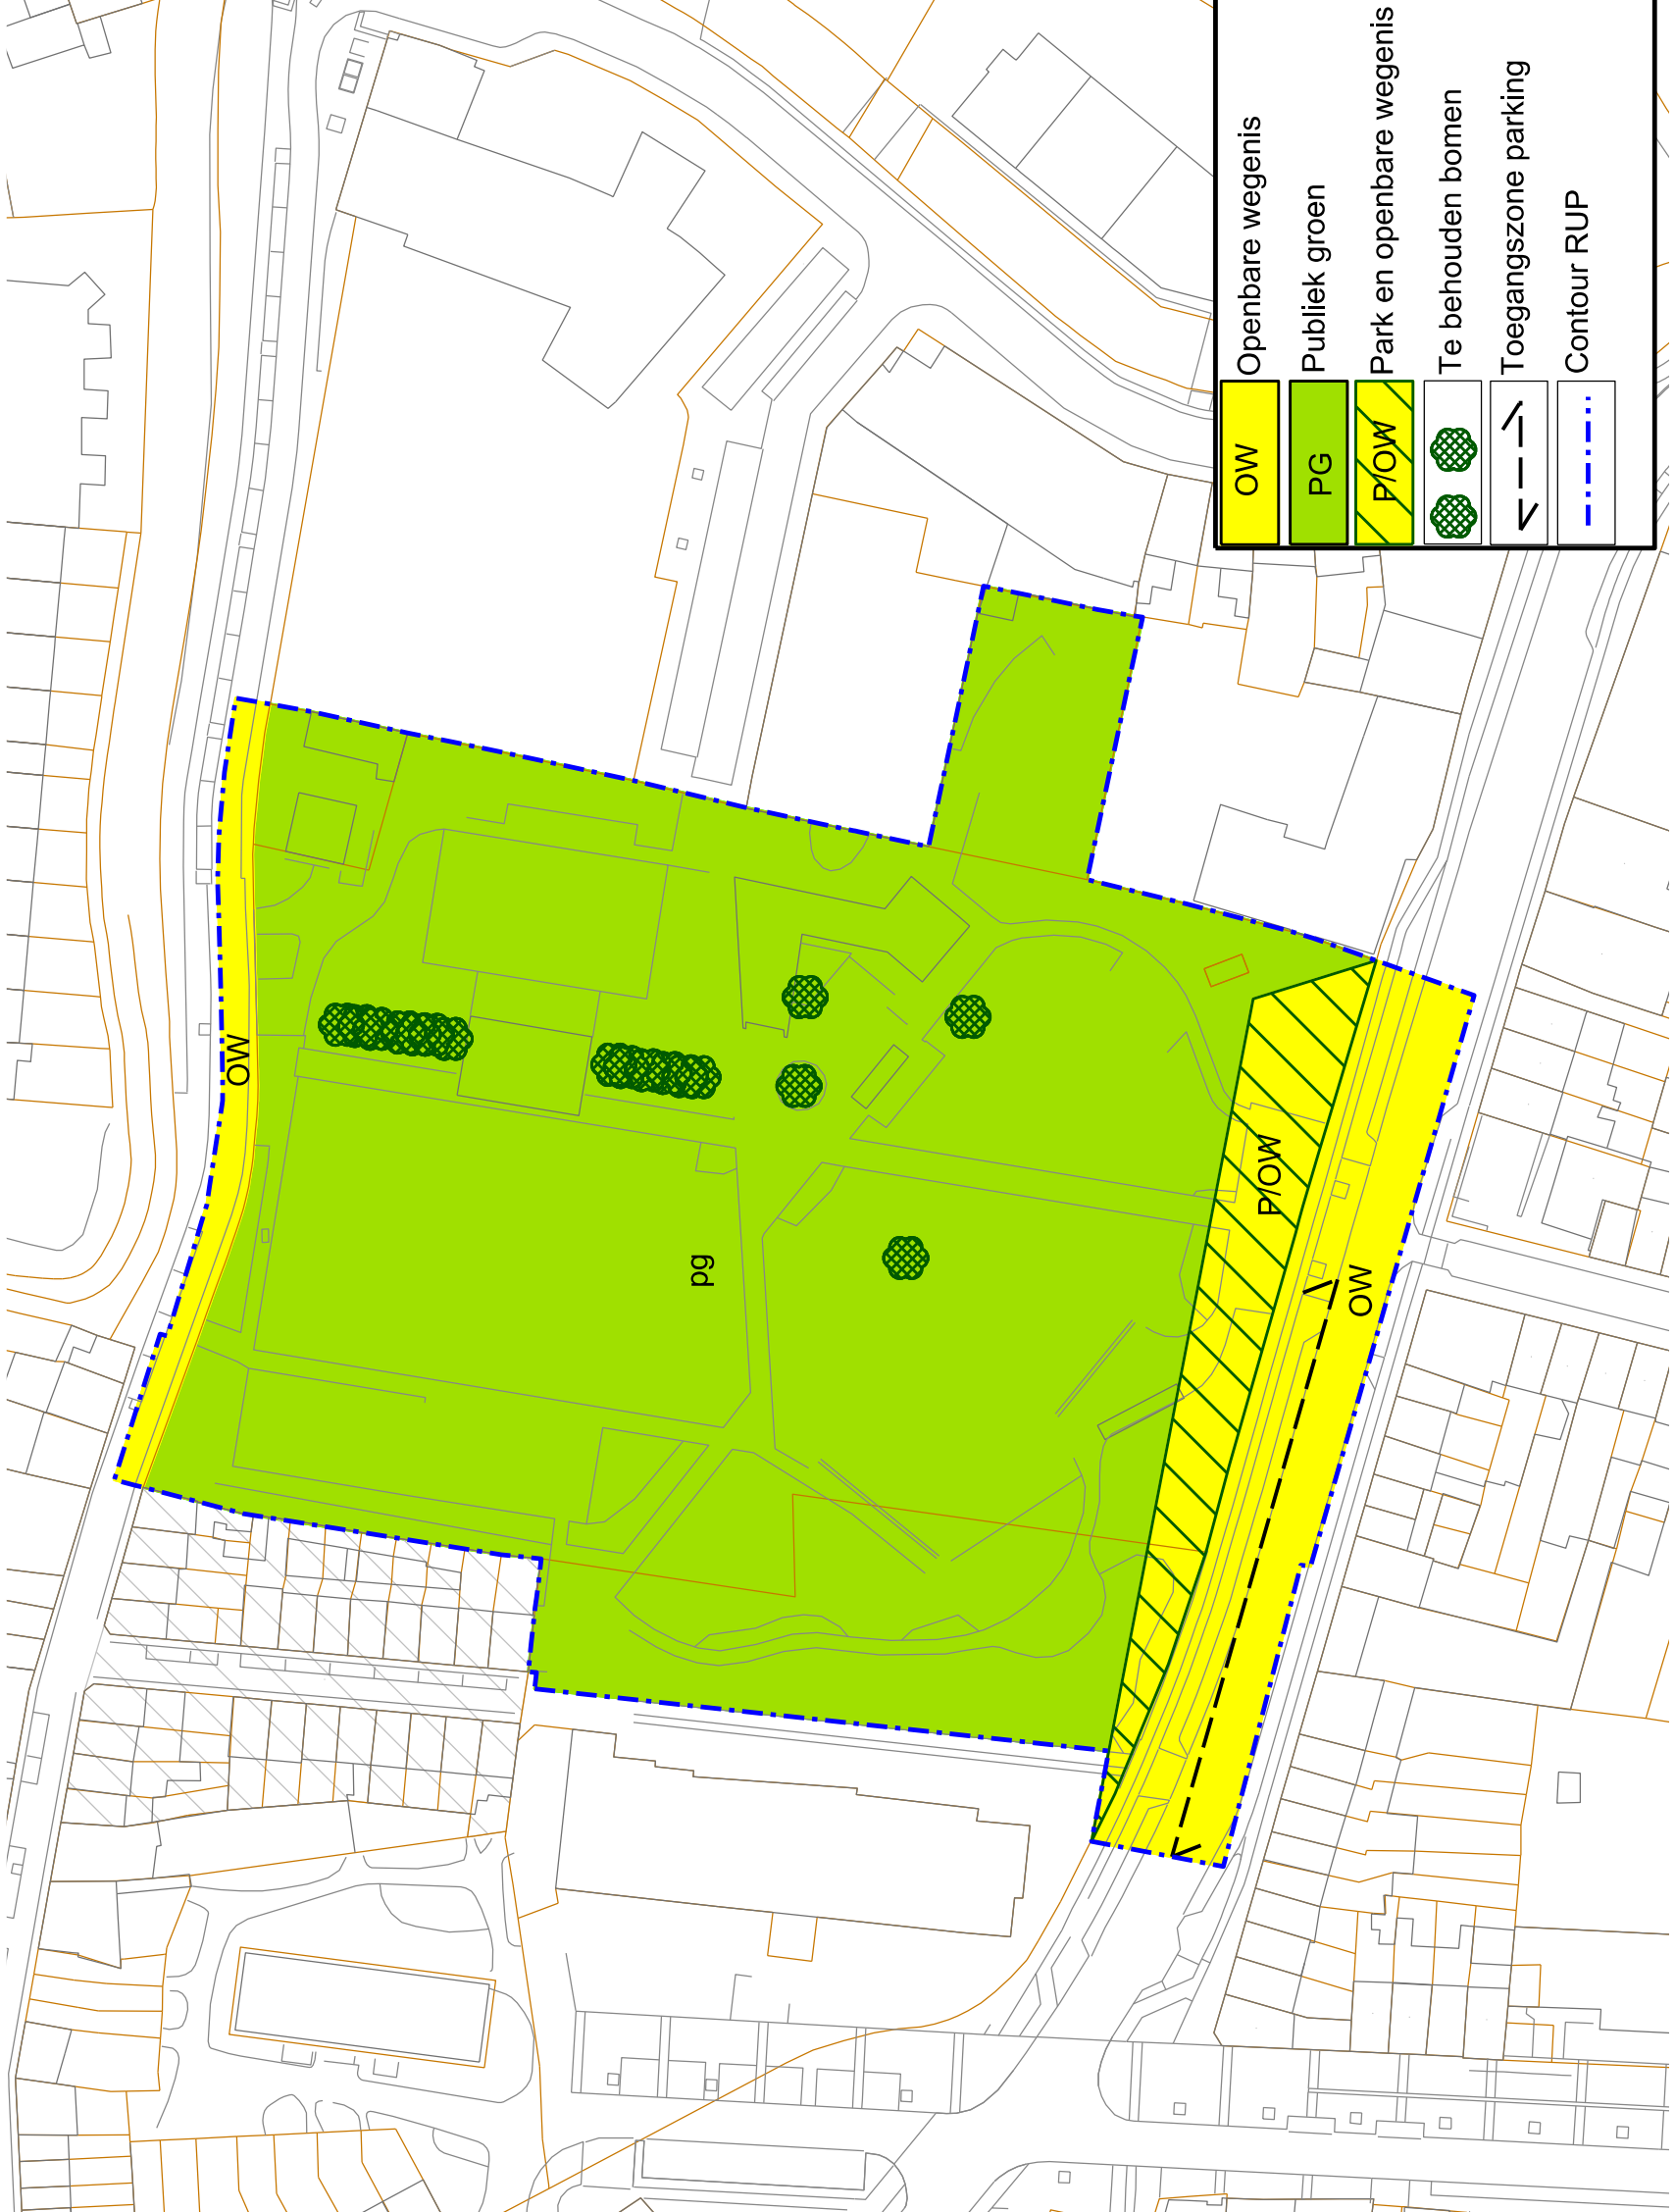 OW
pg
P/OW
OW
OW Openbare wegenis
PG Publiek groen
P/OW Park en openbare wegenis
Te behouden bomen
Toegangszone parking
Contour RUP